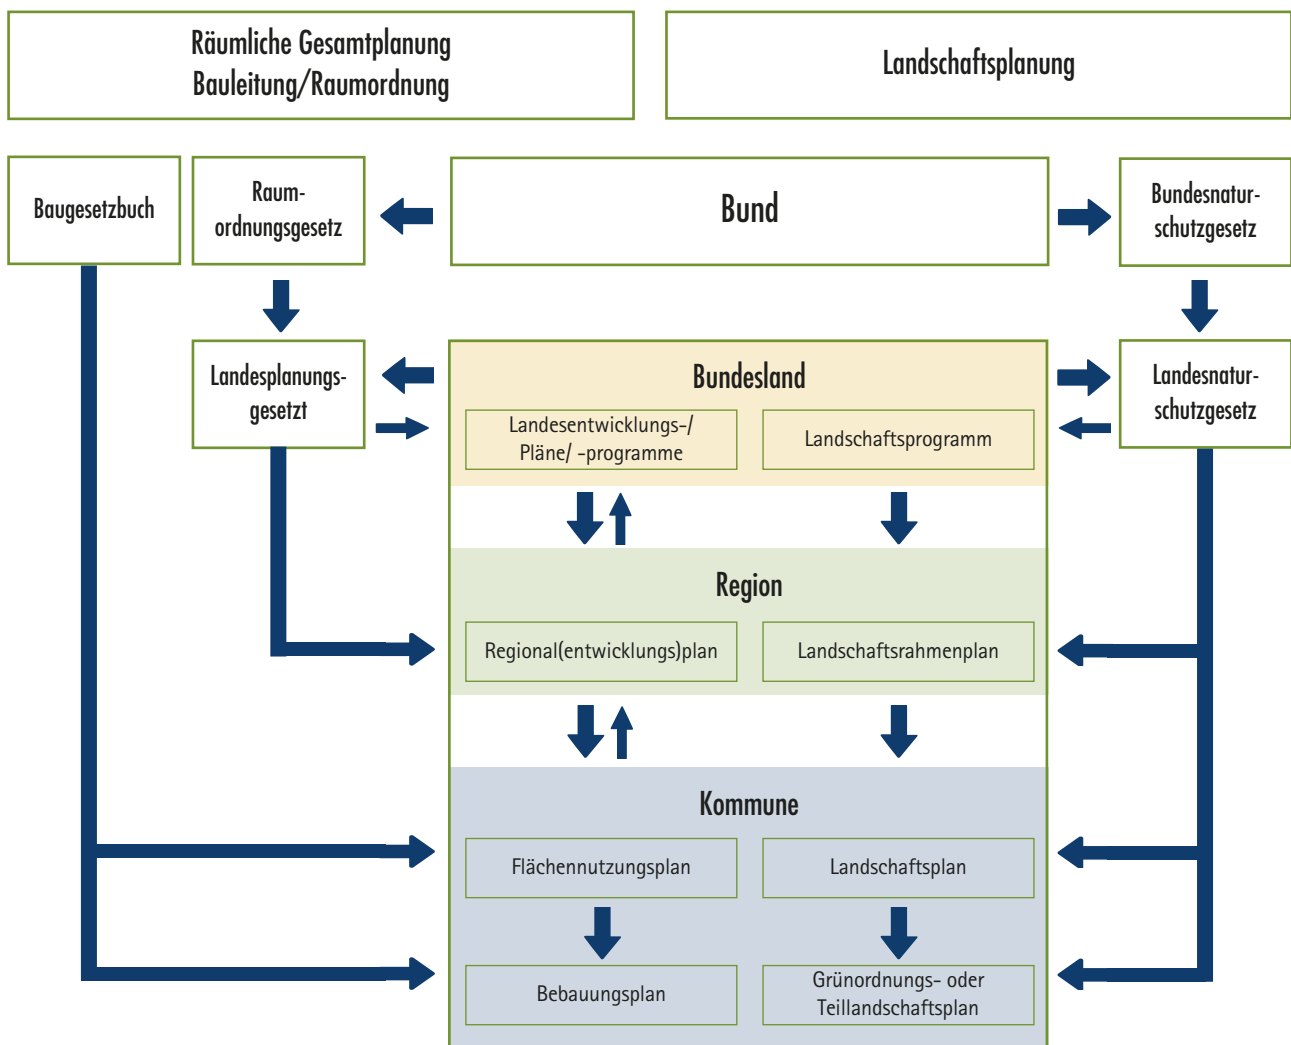 Räumliche Gesamtplanung
Bauleitung/Raumordnung
Landschaftsplanung
Baugesetzbuch
Raum-
ordnungsgesetz
Bund
Bundesnatur-
schutzgesetz
Landesplanungs-
gesetzt
Bundesland
Landesnatur-
schutzgesetz
Landesentwicklungs-/
Pläne/ -programme
Landschaftsprogramm
Region
Regional(entwicklungs)plan
Landschaftsrahmenplan
Kommune
Flächennutzungsplan
Landschaftsplan
Bebauungsplan
Grünordnungs- oder
Teillandschaftsplan